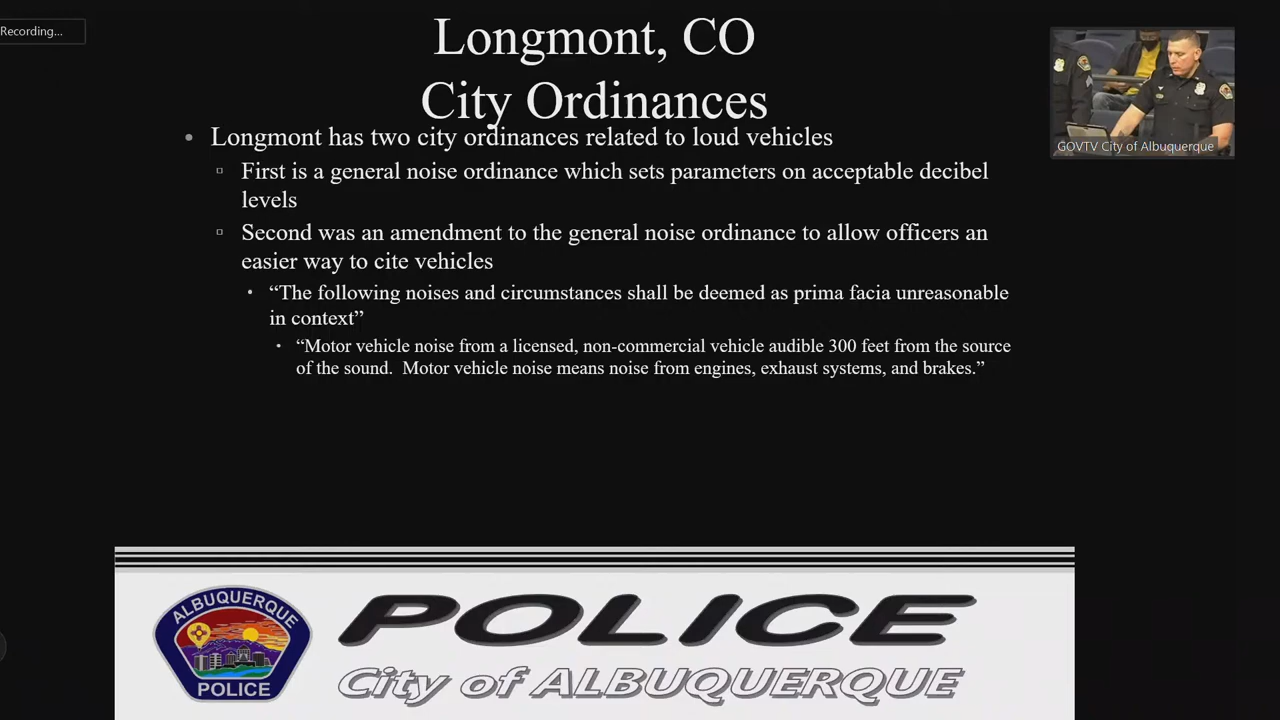 Recording...
Longmont, CO
City Ordinances
• Longmont has two city ordinances related to loud vehicles
▫ First is a general noise ordinance which sets parameters on acceptable decibel
levels
▫ Second was an amendment to the general noise ordinance to allow officers an
easier way to cite vehicles
• “The following noises and circumstances shall be deemed as prima facia unreasonable
in context”
• “Motor vehicle noise from a licensed, non-commercial vehicle audible 300 feet from the source
of the sound.  Motor vehicle noise means noise from engines, exhaust systems, and brakes.”
GOVTV City of Albuquerque
ALBUQUERQUE
POLICE
POLICE
City of ALBUQUERQUE